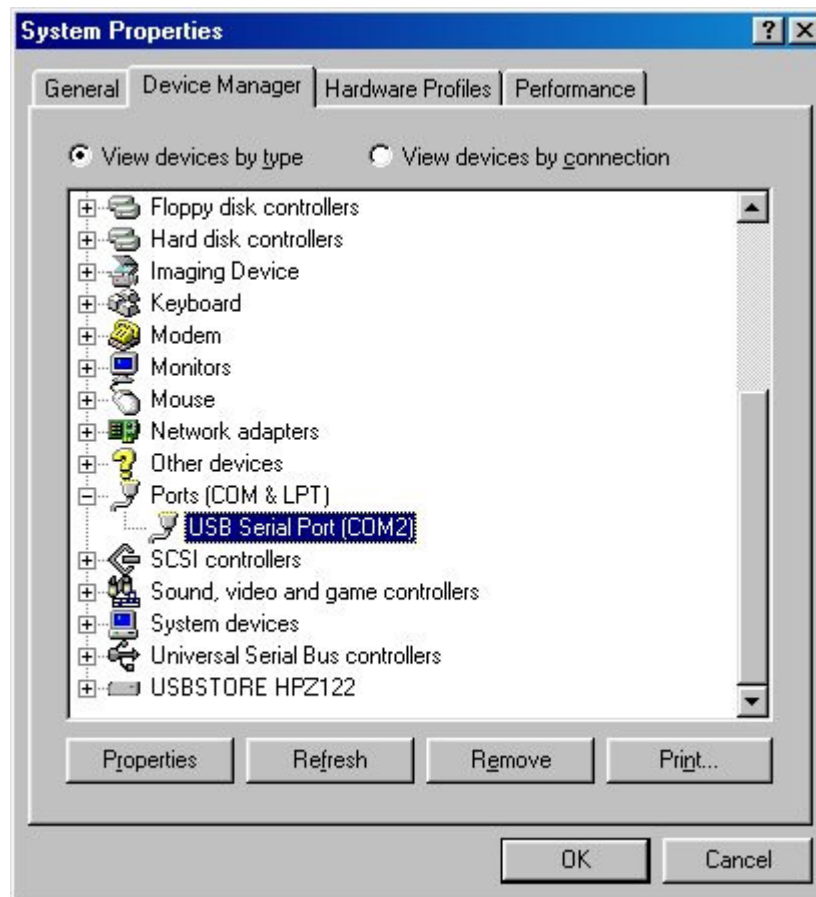 System Properties
General Device Manager Hardware Profiles Performance
View devices by type View devices by connection
Floppy disk controllers
Hard disk controllers
Imaging Device
Keyboard
Modem
Monitors
Mouse
Network adapters
Other devices
Ports (COM & LPT)
USB Serial Port (COM2)
SCSI controllers
Sound, video and game controllers
System devices
Universal Serial Bus controllers
USBSTORE HPZ122
Properties Refresh Remove Print...
OK Cancel